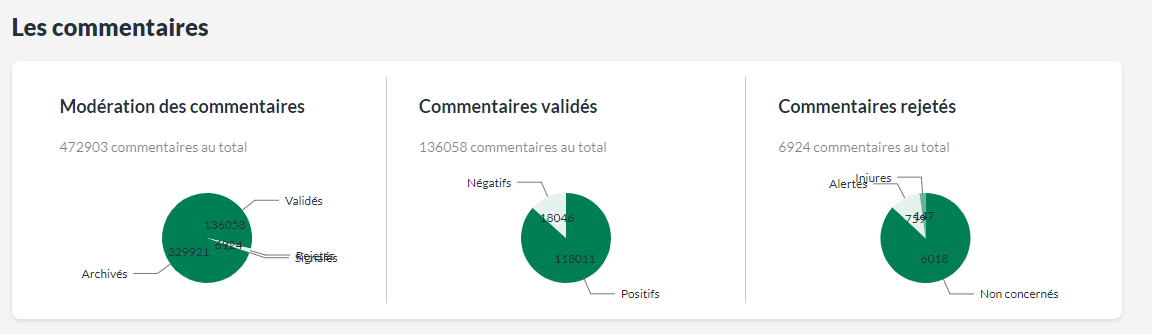 Les commentaires
Modération des commentaires
472903 commentaires au total
Validés
136058
6924
329921
Rejetés
Signalés
Archivés
Commentaires validés
136058 commentaires au total
Négatifs
18046
118011
Positifs
Commentaires rejetés
6924 commentaires au total
Injures
Alertes
759
147
6018
Non concernés